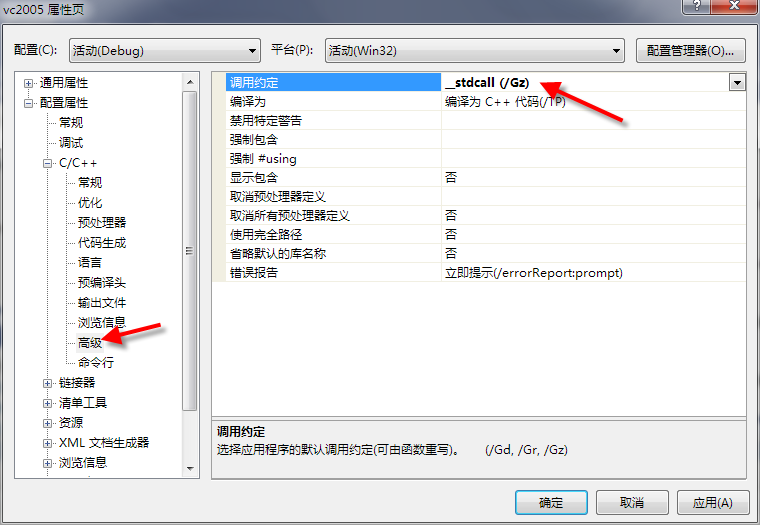 vc2005 属性页
配置(C): 活动(Debug) 平台(P): 活动(Win32) 配置管理器(O)...
通用属性
配置属性
常规
调试
C/C++
常规
优化
预处理器
代码生成
语言
预编译头
输出文件
浏览信息
高级
命令行
链接器
清单工具
资源
XML 文档生成器
浏览信息
调用约定 __stdcall (/Gz)
编译为 编译为 C++ 代码(/TP)
禁用特定警告
强制包含
强制 #using
显示包含 否
取消预处理器定义
取消所有预处理器定义 否
使用完全路径 否
省略默认的库名称 否
错误报告 立即提示(/errorReport:prompt)
调用约定
选择应用程序的默认调用约定(可由函数重写)。 (/Gd, /Gr, /Gz)
确定 取消 应用(A)